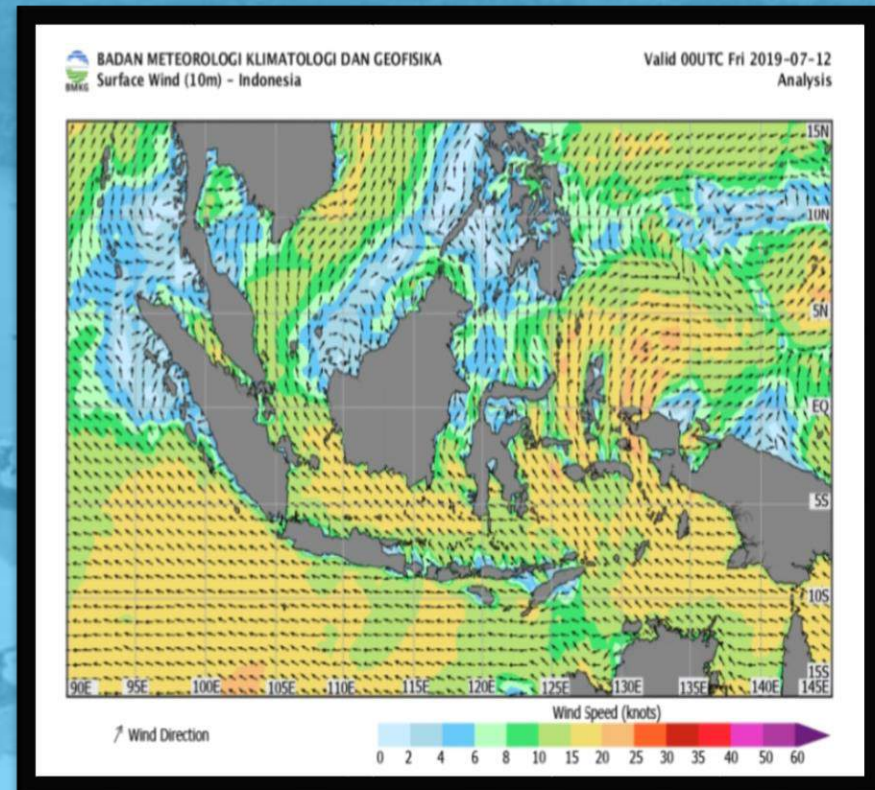 BADAN METEOROLOGI KLIMATOLOGI DAN GEOFISIKA
Surface Wind (10m) - Indonesia
BMKG
Valid 00UTC Fri 2019-07-12
Analysis
15N
10N
5N
EQ
5S
10S
15S
90E 95E 100E 105E 110E 115E 120E 125E 130E 135E 140E 145E
Wind Direction
Wind Speed (knots)
0 2 4 6 8 10 15 20 25 30 35 40 50 60